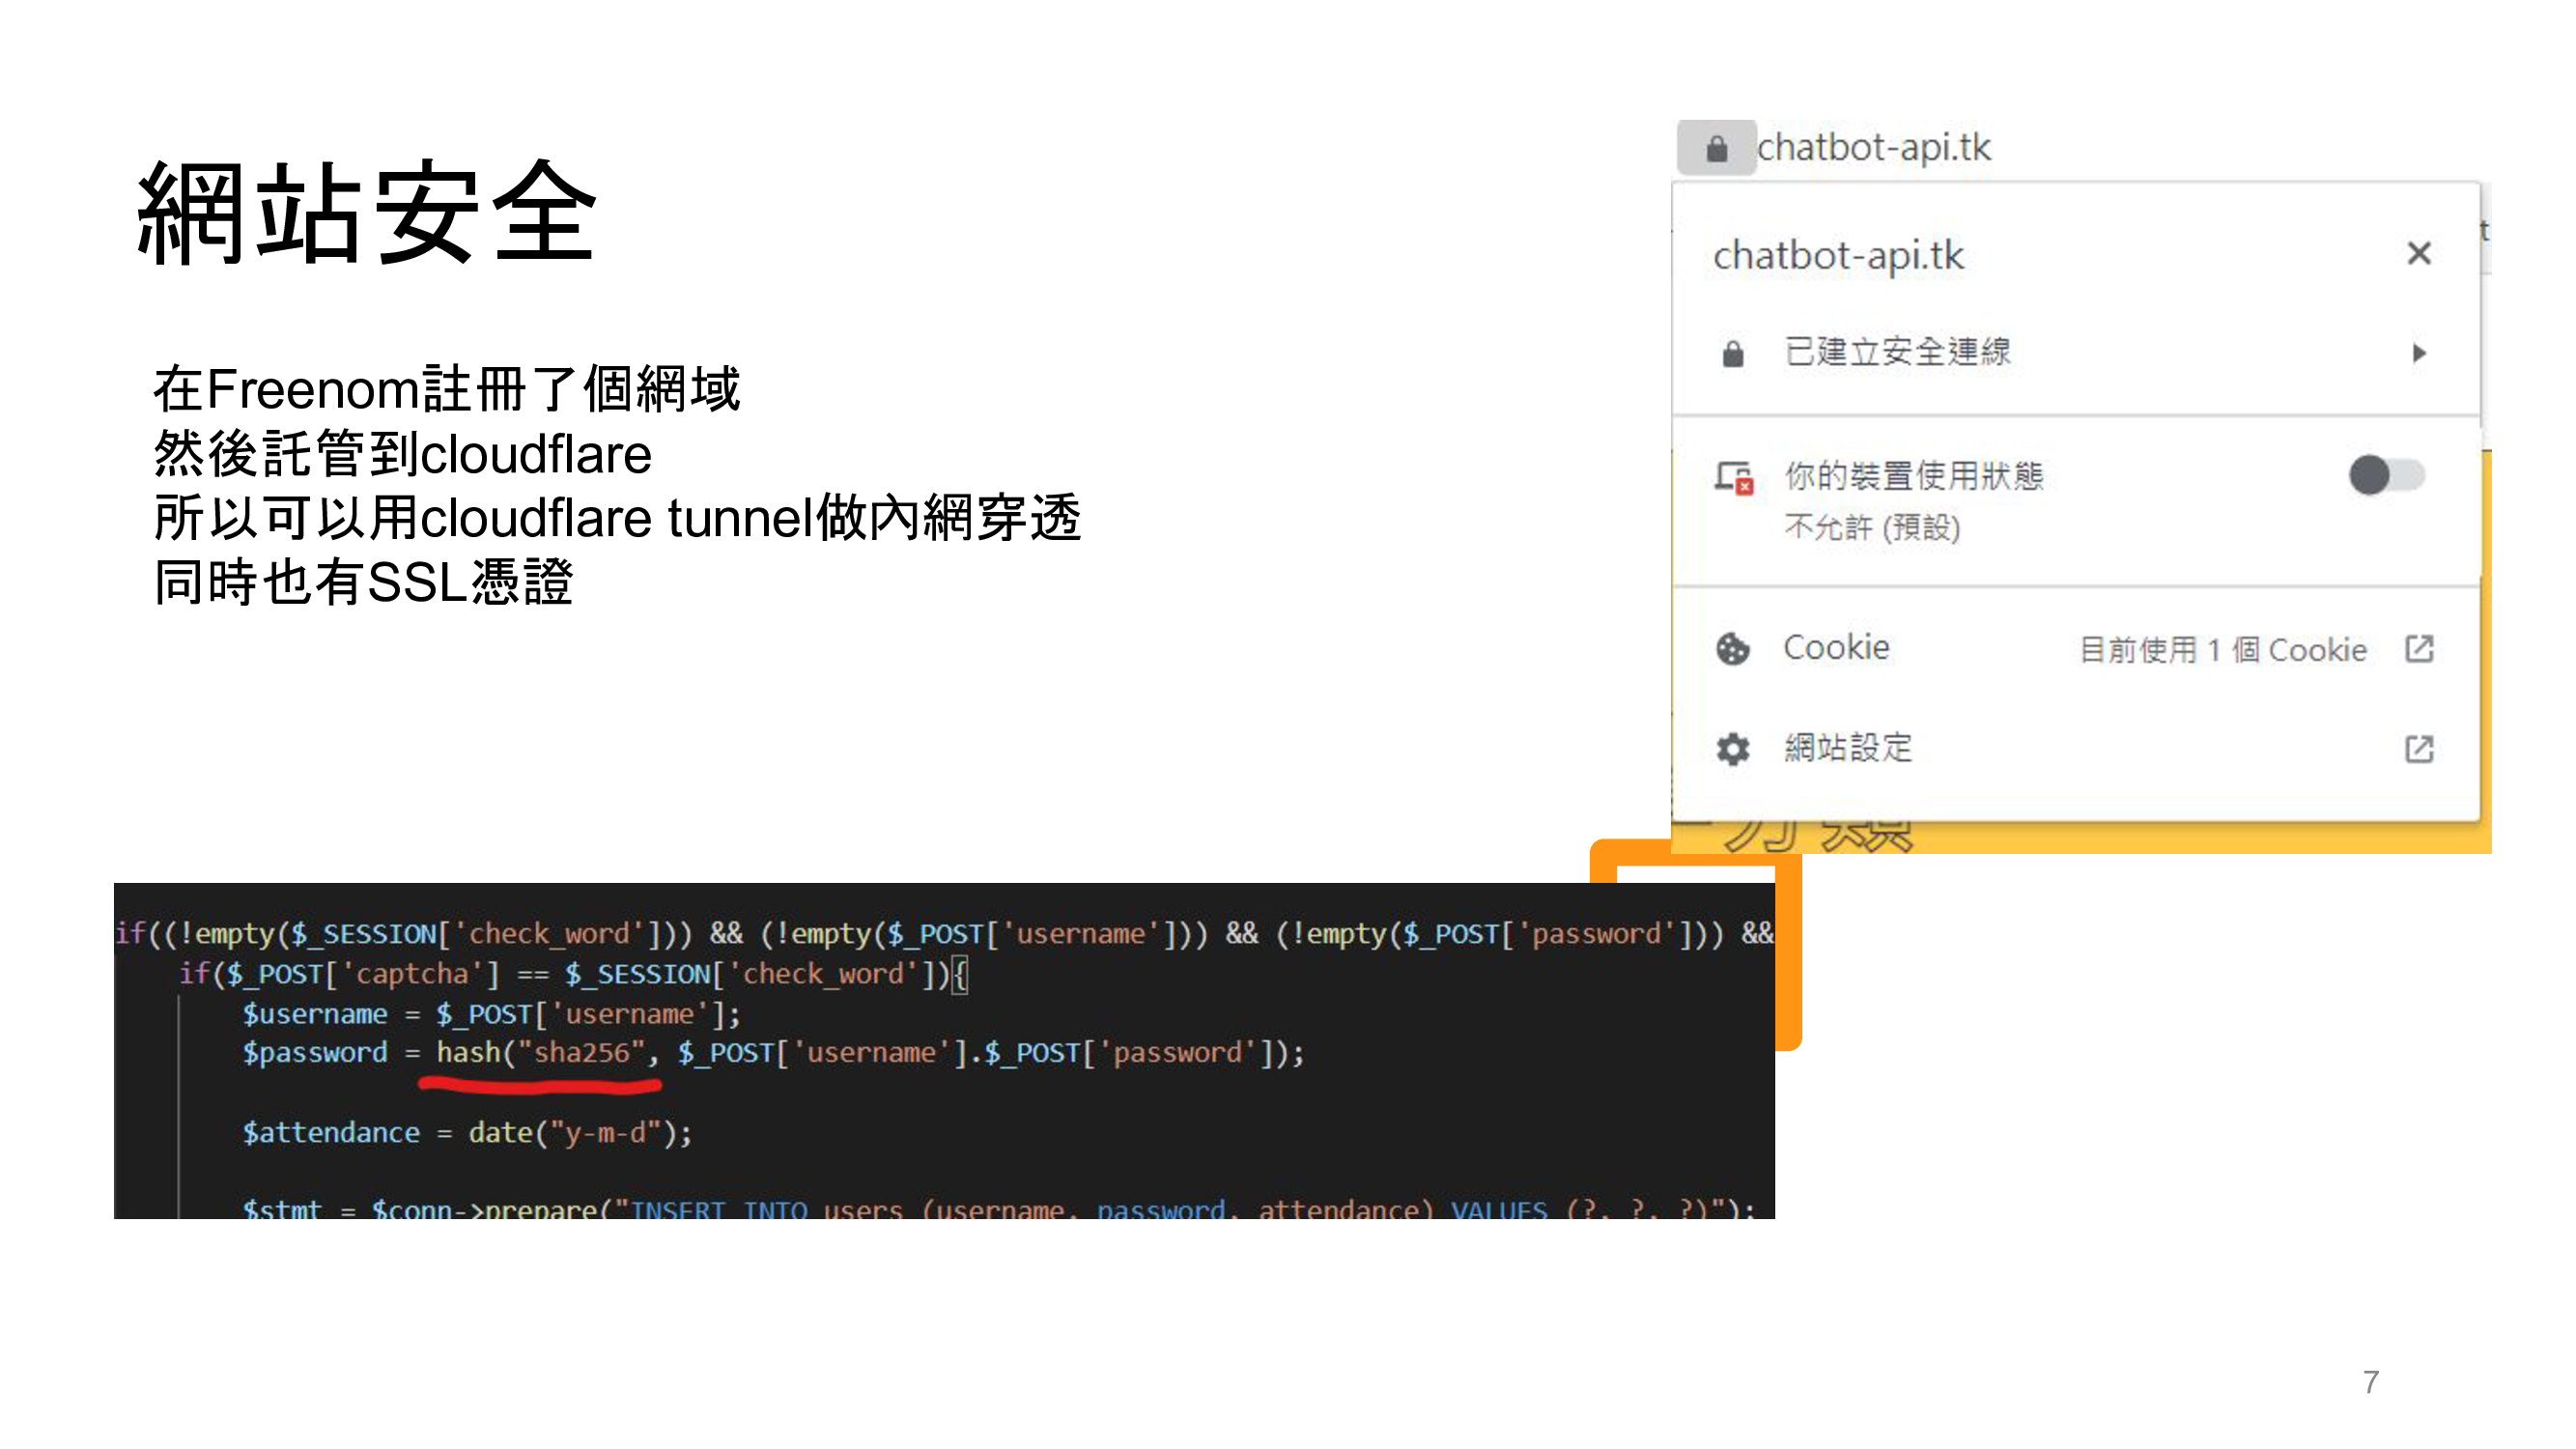 網站安全
在Freenom註冊了個網域
然後託管到cloudflare
所以可以用cloudflare tunnel做內網穿透
同時也有SSL憑證
chatbot-api.tk
chatbot-api.tk
已建立安全連線
你的裝置使用狀態
不允許 (預設)
Cookie 目前使用 1 個 Cookie
網站設定
if((!empty($_SESSION['check_word'])) && (!empty($_POST['username'])) && (!empty($_POST['password'])) &&
if($_POST['captcha'] == $_SESSION['check_word']){
$username = $_POST['username'];
$password = hash("sha256", $_POST['username'].$_POST['password']);
$attendance = date("y-m-d");
$stmt = $conn->prepare("INSERT INTO users (username, password, attendance) VALUES (?, ?, ?)");
7